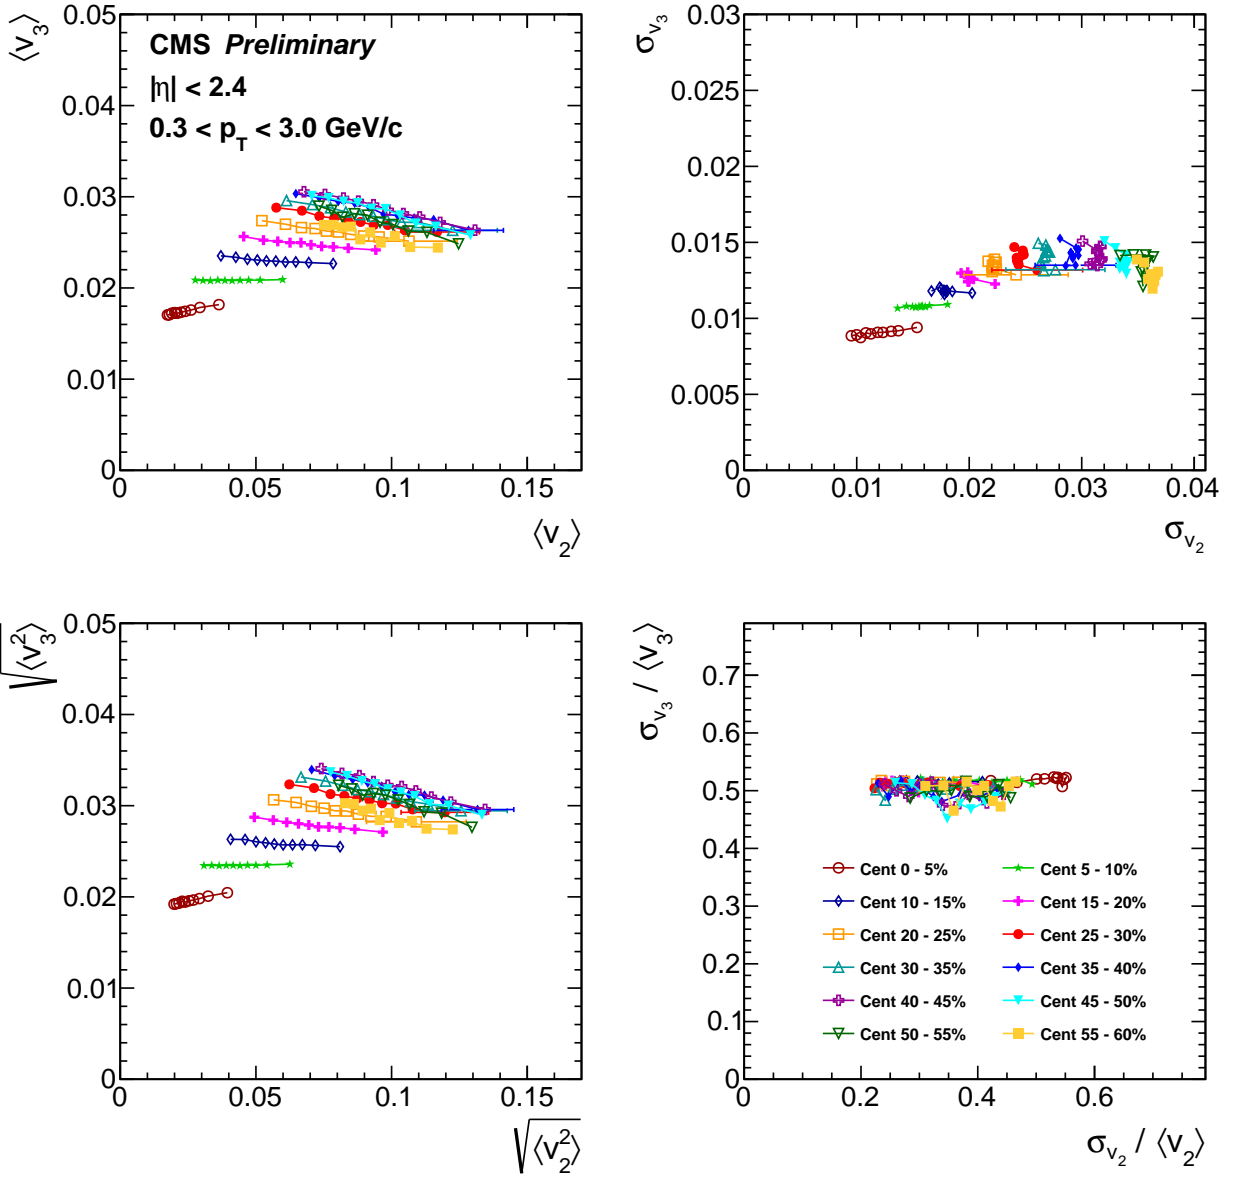 ⟨v₃⟩
0.05
0.04
0.03
0.02
0.01
0
CMS Preliminary
|η| < 2.4
0.3 < p_T < 3.0 GeV/c
0 0.05 0.1 0.15
⟨v₂⟩
σ_v₃
0.03
0.025
0.02
0.015
0.01
0.005
0
0 0.01 0.02 0.03 0.04
σ_v₂
√⟨v₃²⟩
0.05
0.04
0.03
0.02
0.01
0
0 0.05 0.1 0.15
√⟨v₂²⟩
σ_v₃ / ⟨v₃⟩
0.7
0.6
0.5
0.4
0.3
0.2
0.1
0
Cent 0 - 5% Cent 5 - 10%
Cent 10 - 15% Cent 15 - 20%
Cent 20 - 25% Cent 25 - 30%
Cent 30 - 35% Cent 35 - 40%
Cent 40 - 45% Cent 45 - 50%
Cent 50 - 55% Cent 55 - 60%
0 0.2 0.4 0.6
σ_v₂ / ⟨v₂⟩